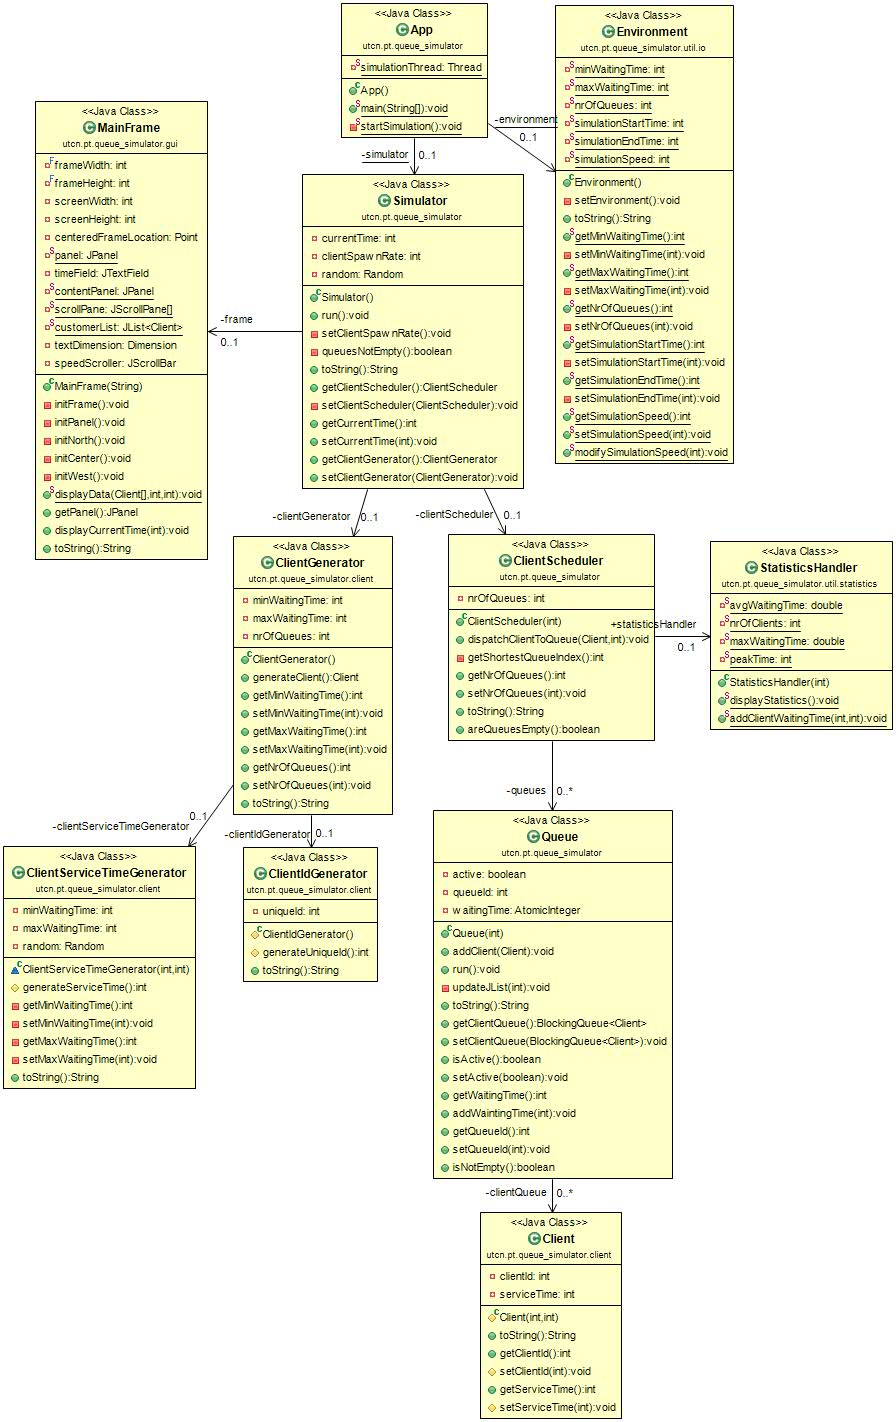 <<Java Class>>
App
utcn.pt.queue_simulator
simulationThread: Thread
App()
main(String[]):void
startSimulation():void
<<Java Class>>
Environment
utcn.pt.queue_simulator.util.io
minWaitingTime: int
maxWaitingTime: int
nrOfQueues: int
simulationStartTime: int
simulationEndTime: int
simulationSpeed: int
Environment()
setEnvironment():void
toString():String
getMinWaitingTime():int
setMinWaitingTime(int):void
getMaxWaitingTime():int
setMaxWaitingTime(int):void
getNrOfQueues():int
setNrOfQueues(int):void
getSimulationStartTime():int
setSimulationStartTime(int):void
getSimulationEndTime():int
setSimulationEndTime(int):void
getSimulationSpeed():int
setSimulationSpeed(int):void
modifySimulationSpeed(int):void
-environment
0..1
-simulator
0..1
<<Java Class>>
MainFrame
utcn.pt.queue_simulator.gui
frameWidth: int
frameHeight: int
screenWidth: int
screenHeight: int
centeredFrameLocation: Point
panel: JPanel
timeField: JTextField
contentPanel: JPanel
scrollPane: JScrollPane[]
customerList: JList<Client>
textDimension: Dimension
speedScroller: JScrollBar
MainFrame(String)
initFrame():void
initPanel():void
initNorth():void
initCenter():void
initWest():void
displayData(Client[],int,int):void
getPanel():JPanel
displayCurrentTime(int):void
toString():String
<<Java Class>>
Simulator
utcn.pt.queue_simulator
currentTime: int
clientSpawnRate: int
random: Random
Simulator()
run():void
setClientSpawnRate():void
queuesNotEmpty():boolean
toString():String
getClientScheduler():ClientScheduler
setClientScheduler(ClientScheduler):void
getCurrentTime():int
setCurrentTime(int):void
getClientGenerator():ClientGenerator
setClientGenerator(ClientGenerator):void
-frame
0..1
-clientGenerator
0..1
-clientScheduler
0..1
<<Java Class>>
ClientGenerator
utcn.pt.queue_simulator.client
minWaitingTime: int
maxWaitingTime: int
nrOfQueues: int
ClientGenerator()
generateClient():Client
getMinWaitingTime():int
setMinWaitingTime(int):void
getMaxWaitingTime():int
setMaxWaitingTime(int):void
getNrOfQueues():int
setNrOfQueues(int):void
toString():String
<<Java Class>>
ClientScheduler
utcn.pt.queue_simulator
nrOfQueues: int
ClientScheduler(int)
dispatchClientToQueue(Client,int):void
getShortestQueueIndex():int
getNrOfQueues():int
setNrOfQueues(int):void
toString():String
areQueuesEmpty():boolean
+statisticsHandler
0..1
<<Java Class>>
StatisticsHandler
utcn.pt.queue_simulator.util.statistics
avgWaitingTime: double
nrOfClients: int
maxWaitingTime: double
peakTime: int
StatisticsHandler(int)
displayStatistics():void
addClientWaitingTime(int,int):void
-clientServiceTimeGenerator
0..1
-clientIdGenerator
0..1
-queues
0..*
<<Java Class>>
ClientServiceTimeGenerator
utcn.pt.queue_simulator.client
minWaitingTime: int
maxWaitingTime: int
random: Random
ClientServiceTimeGenerator(int,int)
generateServiceTime():int
getMinWaitingTime():int
setMinWaitingTime(int):void
getMaxWaitingTime():int
setMaxWaitingTime(int):void
toString():String
<<Java Class>>
ClientIdGenerator
utcn.pt.queue_simulator.client
uniqueId: int
ClientIdGenerator()
generateUniqueId():int
toString():String
<<Java Class>>
Queue
utcn.pt.queue_simulator
active: boolean
queueId: int
waitingTime: AtomicInteger
Queue(int)
addClient(Client):void
run():void
updateJList(int):void
toString():String
getClientQueue():BlockingQueue<Client>
setClientQueue(BlockingQueue<Client>):void
isActive():boolean
setActive(boolean):void
getWaitingTime():int
addWaintingTime(int):void
getQueueId():int
setQueueId(int):void
isNotEmpty():boolean
-clientQueue
0..*
<<Java Class>>
Client
utcn.pt.queue_simulator.client
clientId: int
serviceTime: int
Client(int,int)
toString():String
getClientId():int
setClientId(int):void
getServiceTime():int
setServiceTime(int):void